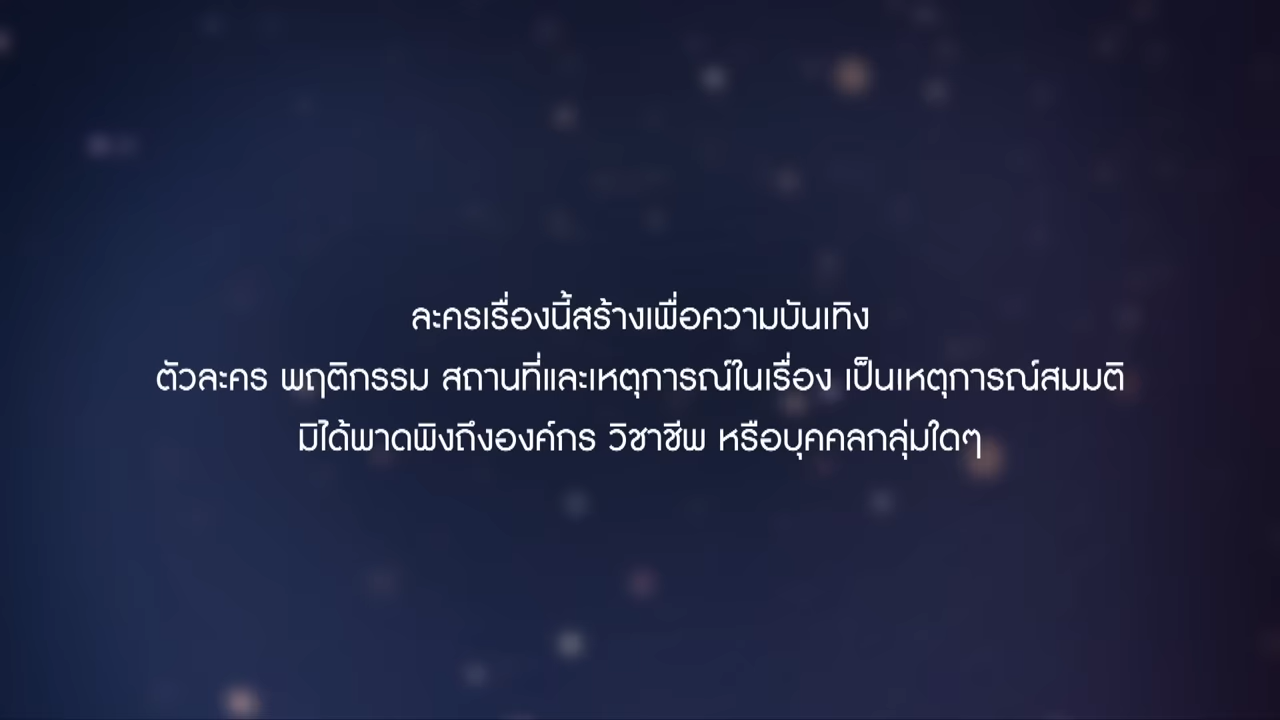 ละครเรื่องนี้สร้างเพื่อความบันเทิง
ตัวละคร พฤติกรรม สถานที่และเหตุการณ์ในเรื่อง เป็นเหตุการณ์สมมติ
มิได้พาดพิงถึงองค์กร วิชาชีพ หรือบุคคลกลุ่มใดๆ